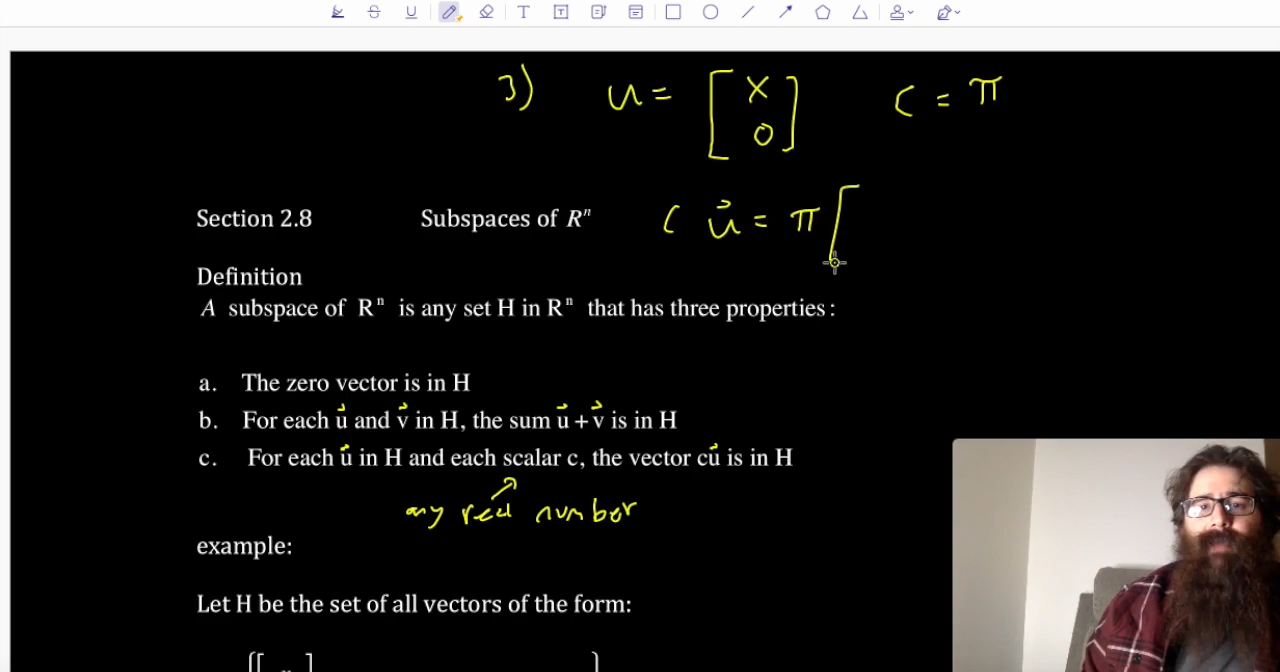 3) u = [x 0] c = π
Section 2.8 Subspaces of Rⁿ c u⃗ = π [
Definition
A subspace of Rⁿ is any set H in Rⁿ that has three properties:
a. The zero vector is in H
b. For each u⃗ and v⃗ in H, the sum u⃗ + v⃗ is in H
c. For each u⃗ in H and each scalar c, the vector cu⃗ is in H
any real number
example:
Let H be the set of all vectors of the form: